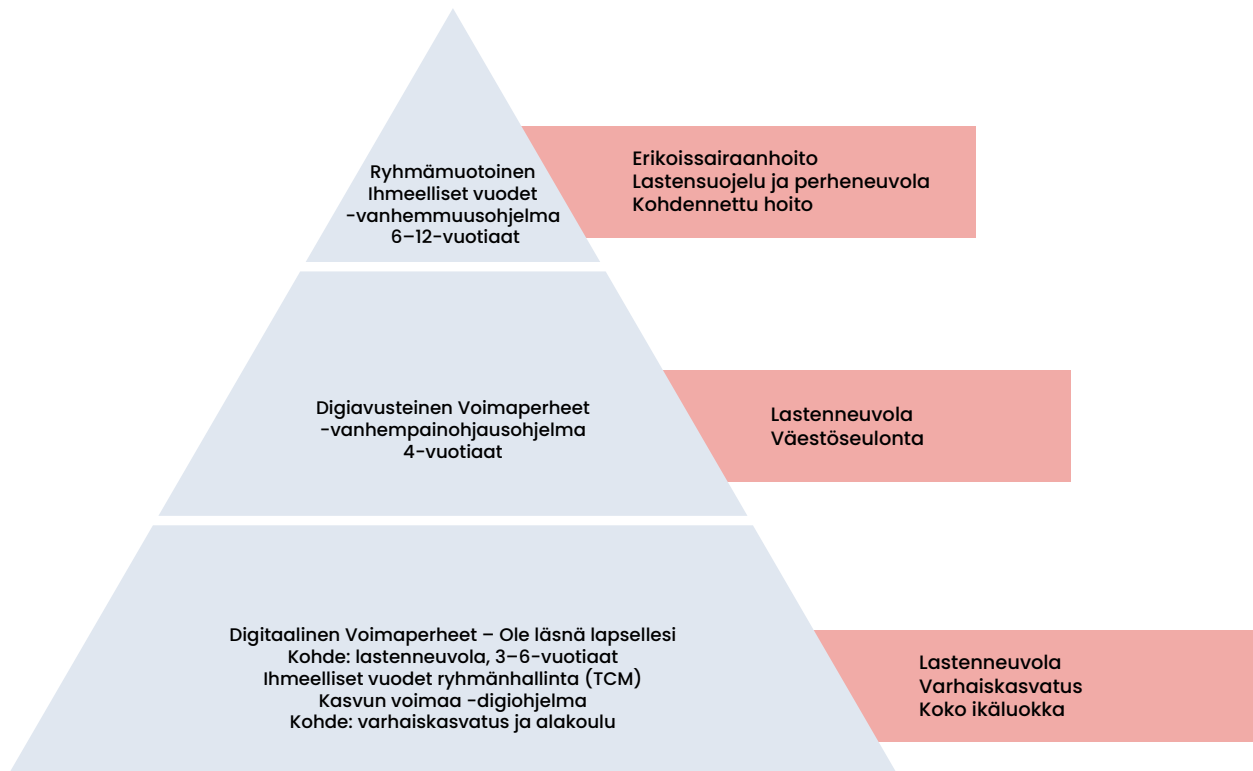 Ryhmämuotoinen
Ihmeelliset vuodet
-vanhemmuusohjelma
6–12-vuotiaat
Erikoissairaanhoito
Lastensuojelu ja perheneuvola
Kohdennettu hoito
Digiavusteinen Voimaperheet
-vanhempainohjausohjelma
4-vuotiaat
Lastenneuvola
Väestöseulonta
Digitaalinen Voimaperheet – Ole läsnä lapsellesi
Kohde: lastenneuvola, 3–6-vuotiaat
Ihmeelliset vuodet ryhmänhallinta (TCM)
Kasvun voimaa -digiohjelma
Kohde: varhaiskasvatus ja alakoulu
Lastenneuvola
Varhaiskasvatus
Koko ikäluokka